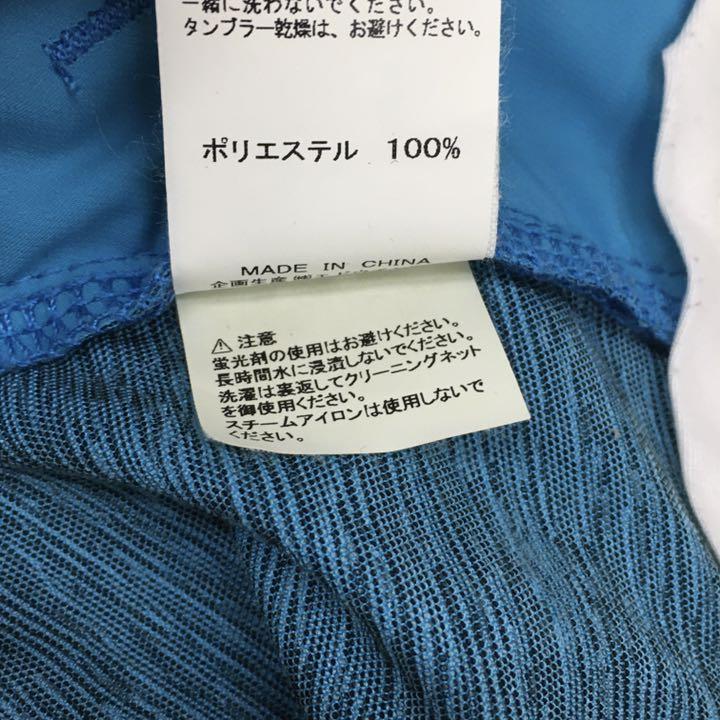 一緒に洗わないでください。
タンブラー乾燥は、お避けください。
ポリエステル 100%
MADE IN CHINA
企画生産
⚠ 注意
蛍光剤の使用はお避けください。
長時間水に浸漬しないでください。
洗濯は裏返してクリーニングネット
を御使用ください。
スチームアイロンは使用しないで
ください。